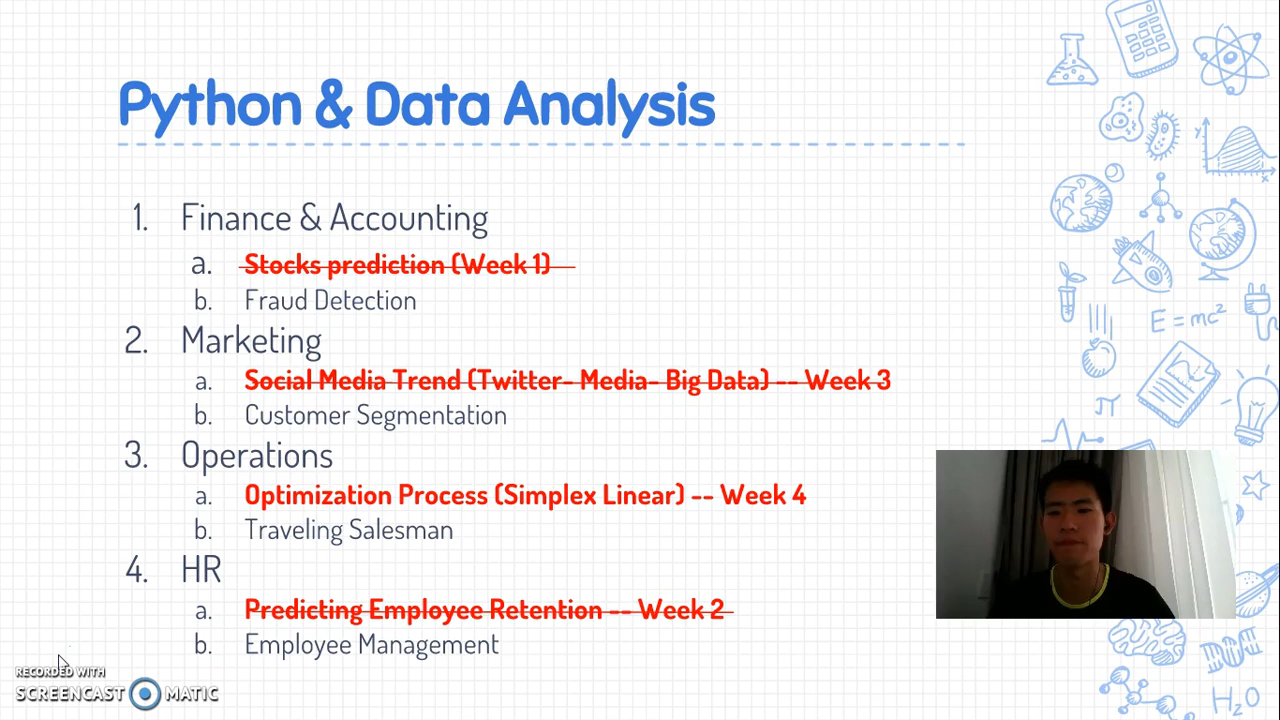 Python & Data Analysis
1. Finance & Accounting
a. Stocks prediction (Week 1)
b. Fraud Detection
2. Marketing
a. Social Media Trend (Twitter- Media- Big Data) -- Week 3
b. Customer Segmentation
3. Operations
a. Optimization Process (Simplex Linear) -- Week 4
b. Traveling Salesman
4. HR
a. Predicting Employee Retention -- Week 2
b. Employee Management
y
x
E=mc²
π
H₂O
RECORDED WITH
SCREENCAST MATIC